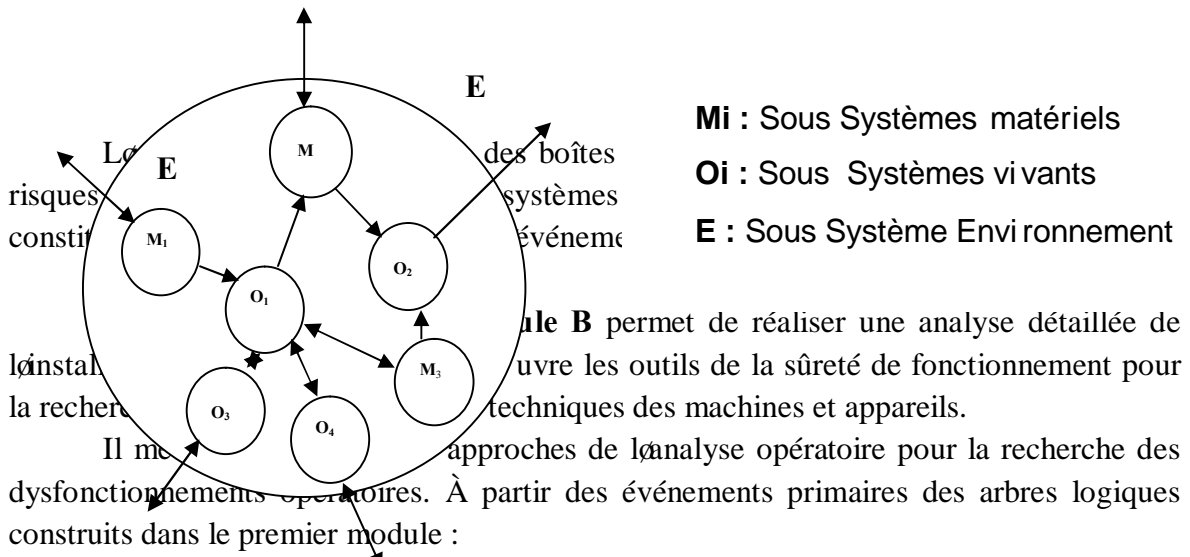 E
Mi : Sous Systèmes matériels
M
Lø des boîtes
E
Oi : Sous Systèmes vivants
risques systèmes
M₁
constit événeme
E : Sous Système Environnement
O₂
O₁
ule B permet de réaliser une analyse détaillée de
løinstal uvre les outils de la sûreté de fonctionnement pour
M₃
la recher techniques des machines et appareils.
O₃
O₄
Il me approches de løanalyse opératoire pour la recherche des
dysfonctionnements opératoires. À partir des événements primaires des arbres logiques
construits dans le premier module :